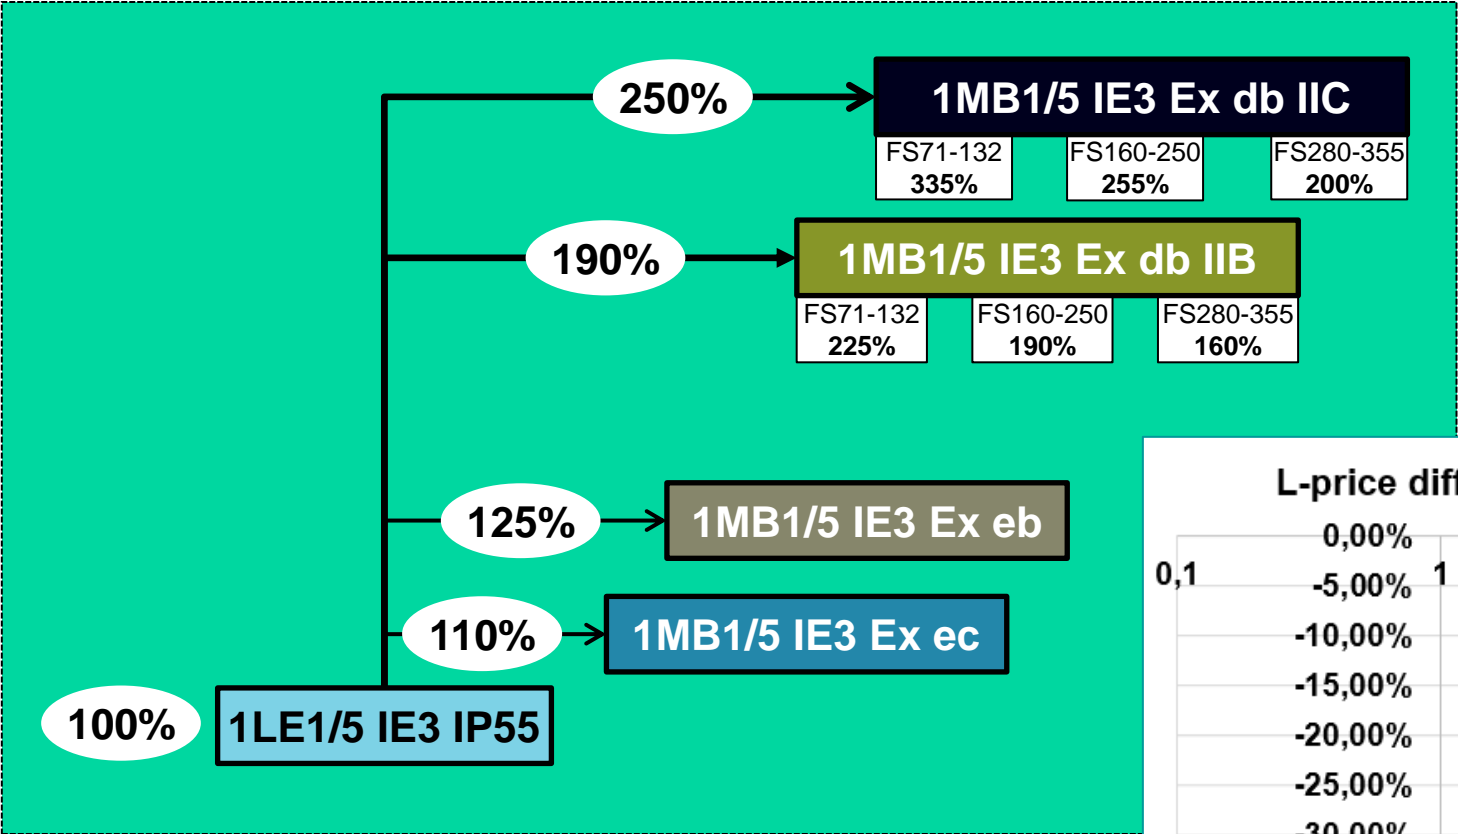 250%
1MB1/5 IE3 Ex db IIC
FS71-132
335%
FS160-250
255%
FS280-355
200%
190%
1MB1/5 IE3 Ex db IIB
FS71-132
225%
FS160-250
190%
FS280-355
160%
125%
1MB1/5 IE3 Ex eb
110%
1MB1/5 IE3 Ex ec
100%
1LE1/5 IE3 IP55
L-price diff
0,00%
0,1
1
-5,00%
-10,00%
-15,00%
-20,00%
-25,00%
-30,00%